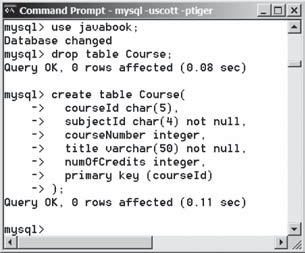 Command Prompt - mysql -uscott -ptiger
mysql> use javabook;
Database changed
mysql> drop table Course;
Query OK, 0 rows affected (0.08 sec)
mysql> create table Course(
    -> courseId char(5),
    -> subjectId char(4) not null,
    -> courseNumber integer,
    -> title varchar(50) not null,
    -> numOfCredits integer,
    -> primary key (courseId)
    -> );
Query OK, 0 rows affected (0.11 sec)
mysql>